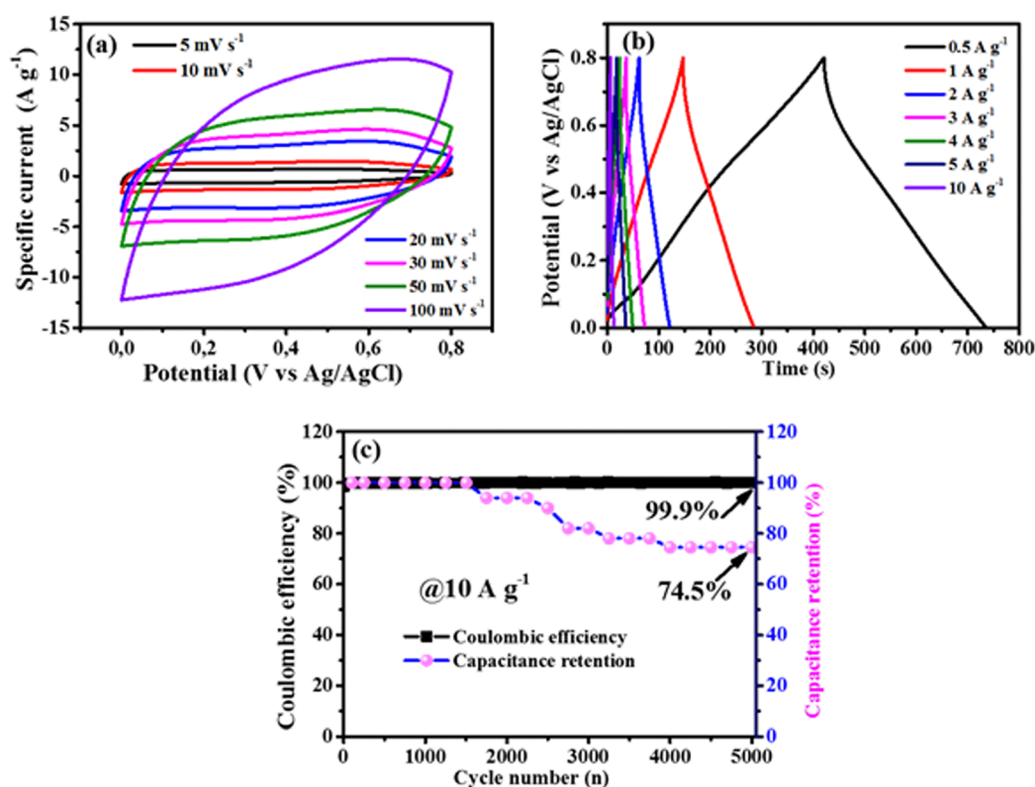 (a)
5 mV s⁻¹
10 mV s⁻¹
20 mV s⁻¹
30 mV s⁻¹
50 mV s⁻¹
100 mV s⁻¹
Specific current (A g⁻¹)
15
10
5
0
-5
-10
-15
0,0 0,2 0,4 0,6 0,8
Potential (V vs Ag/AgCl)
(b)
0.5 A g⁻¹
1 A g⁻¹
2 A g⁻¹
3 A g⁻¹
4 A g⁻¹
5 A g⁻¹
10 A g⁻¹
Potential (V vs Ag/AgCl)
0.8
0.4
0.0
0 100 200 300 400 500 600 700 800
Time (s)
(c)
Coulombic efficiency (%)
120
100
80
60
40
20
0
99.9%
74.5%
@10 A g⁻¹
Coulombic efficiency
Capacitance retention
0 1000 2000 3000 4000 5000
Cycle number (n)
120
100
80
60
40
20
0
Capacitance retention (%)